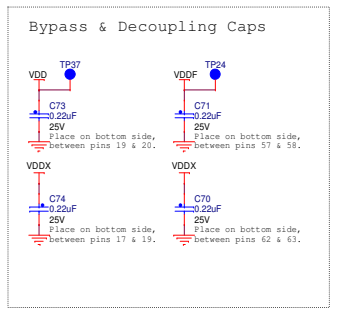 Bypass & Decoupling Caps
TP37
VDD
C73
0.22uF
25V
Place on bottom side,
between pins 19 & 20.
TP24
VDDF
C71
0.22uF
25V
Place on bottom side,
between pins 57 & 58.
VDDX
C74
0.22uF
25V
Place on bottom side,
between pins 17 & 19.
VDDX
C70
0.22uF
25V
Place on bottom side,
between pins 62 & 63.